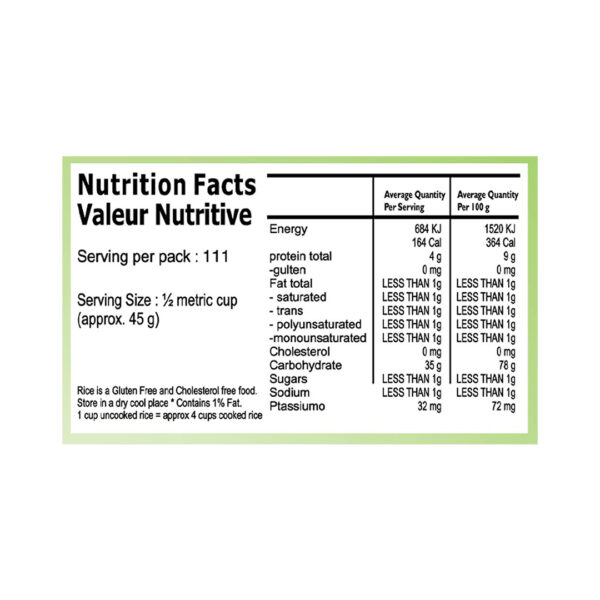 Nutrition Facts
Valeur Nutritive
Serving per pack : 111
Serving Size : ½ metric cup
(approx. 45 g)
Rice is a Gluten Free and Cholesterol free food.
Store in a dry cool place * Contains 1% Fat.
1 cup uncooked rice = approx 4 cups cooked rice
Average Quantity Average Quantity
Per Serving Per 100 g
Energy 684 KJ 1520 KJ
164 Cal 364 Cal
protein total 4 g 9 g
-gulten 0 mg 0 mg
Fat total LESS THAN 1g LESS THAN 1g
- saturated LESS THAN 1g LESS THAN 1g
- trans LESS THAN 1g LESS THAN 1g
- polyunsaturated LESS THAN 1g LESS THAN 1g
-monounsaturated LESS THAN 1g LESS THAN 1g
Cholesterol 0 mg 0 mg
Carbohydrate 35 g 78 g
Sugars LESS THAN 1g LESS THAN 1g
Sodium LESS THAN 1g LESS THAN 1g
Ptassiumo 32 mg 72 mg